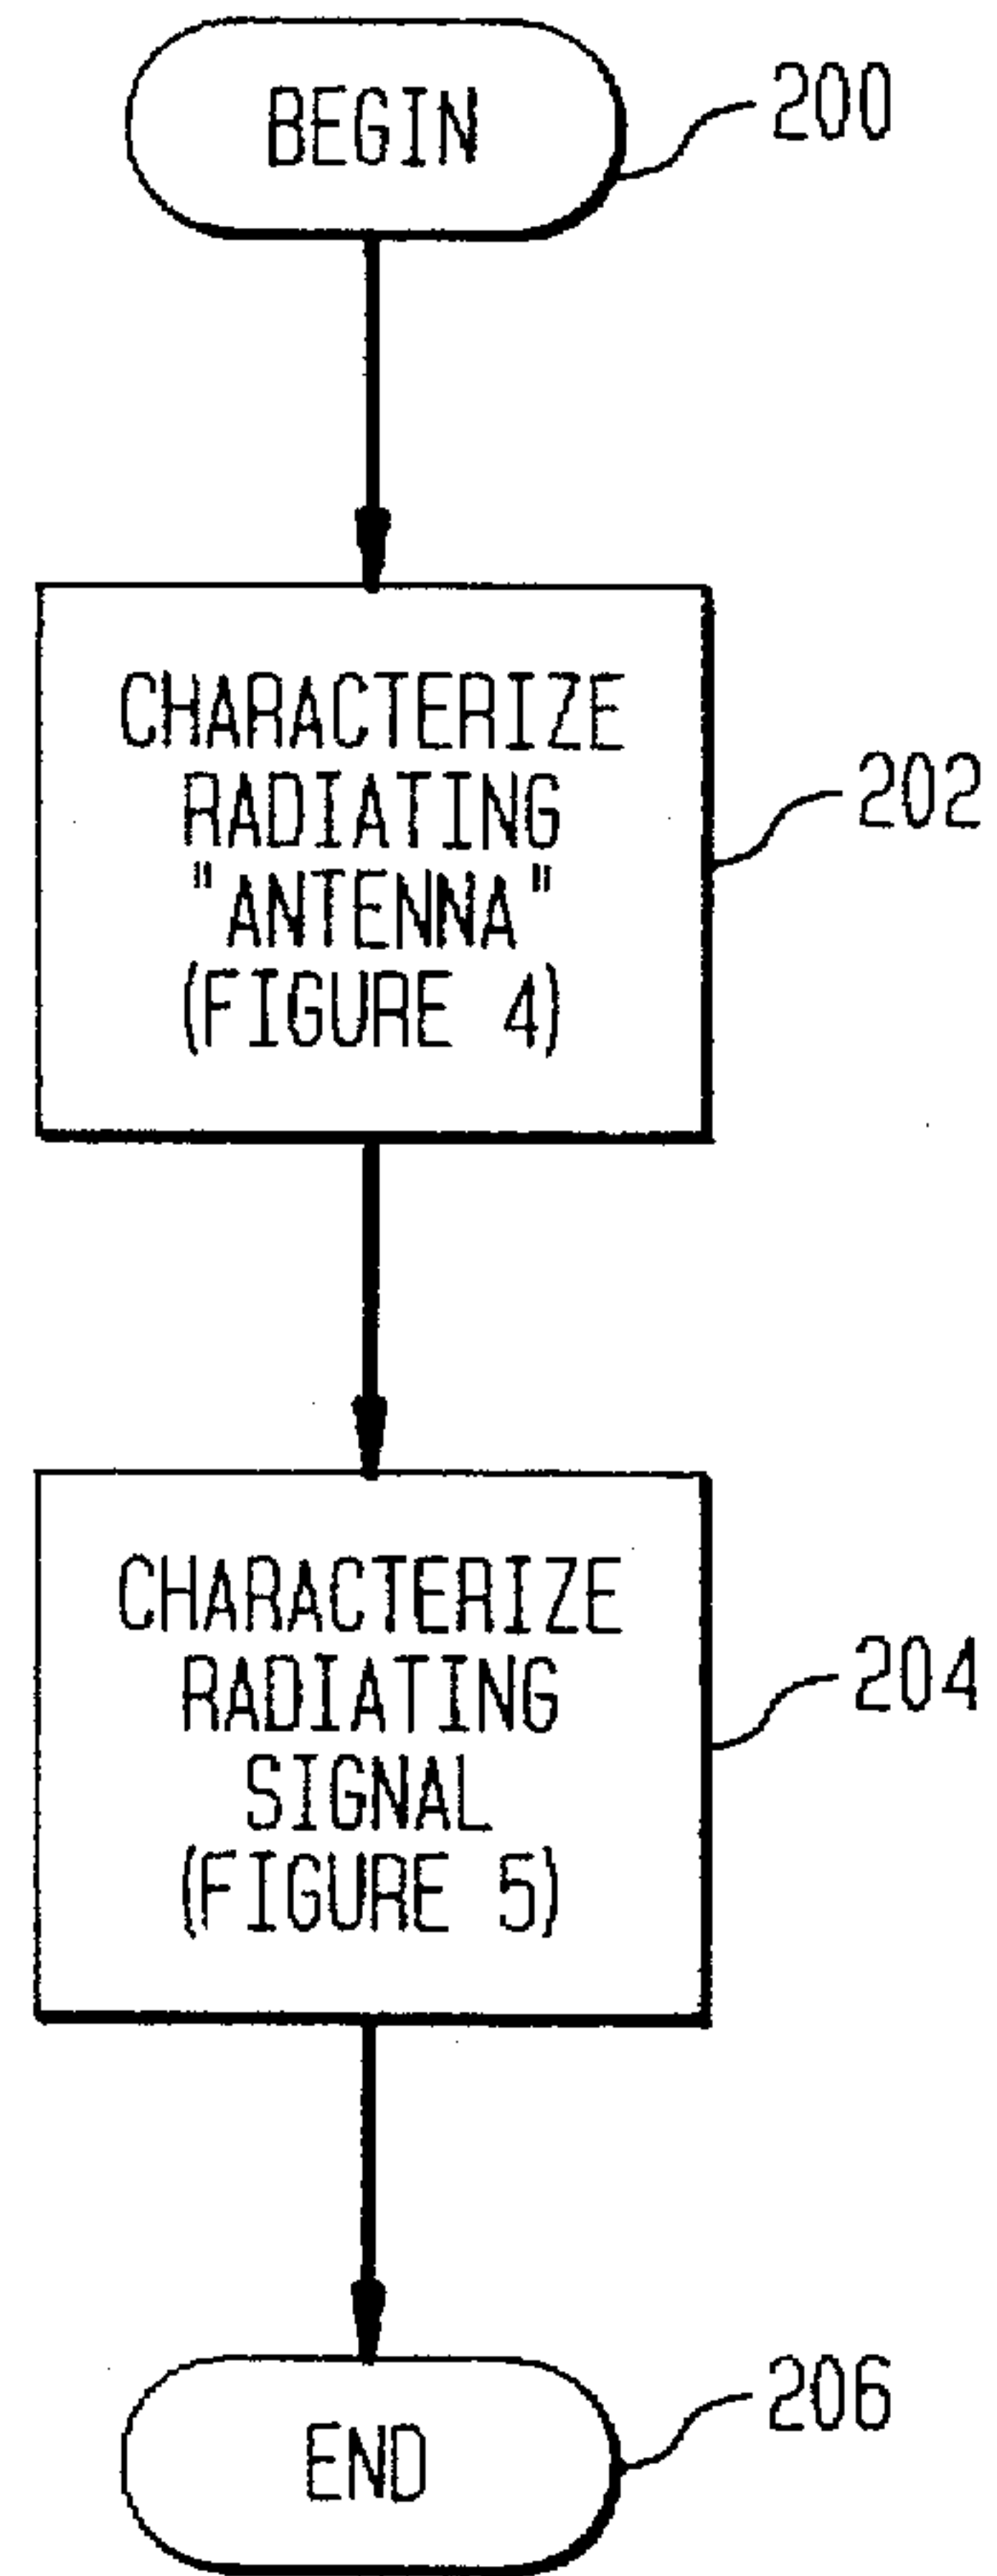 BEGIN
200
CHARACTERIZE
RADIATING
"ANTENNA"
(FIGURE 4)
202
CHARACTERIZE
RADIATING
SIGNAL
(FIGURE 5)
204
END
206